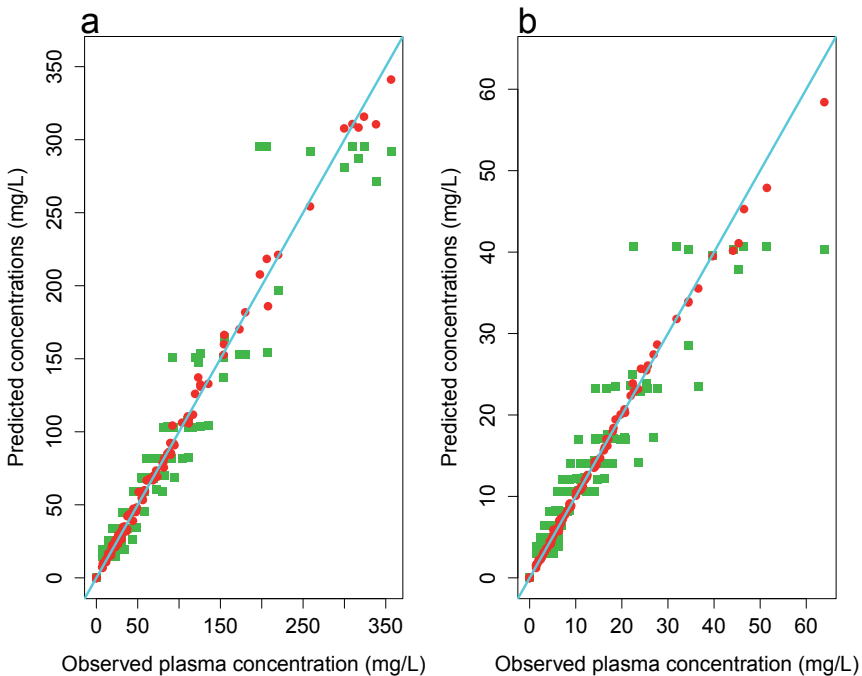 a
b
Predicted concentrations (mg/L)
350
300
250
200
150
100
50
0
0 50 150 250 350
Observed plasma concentration (mg/L)
Predicted concentrations (mg/L)
60
50
40
30
20
10
0
0 10 20 30 40 50 60
Observed plasma concentration (mg/L)